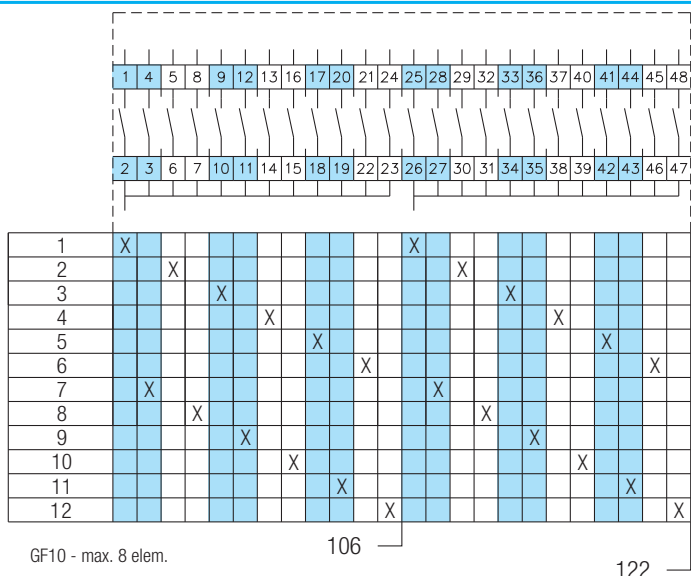 1 4 5 8 9 12 13 16 17 20 21 24 25 28 29 32 33 36 37 40 41 44 45 48
2 3 6 7 10 11 14 15 18 19 22 23 26 27 30 31 34 35 38 39 42 43 46 47
1 X X
2 X X
3 X X
4 X X
5 X X
6 X X
7 X X
8 X X
9 X X
10 X X
11 X X
12 X X
GF10 - max. 8 elem.
106
122